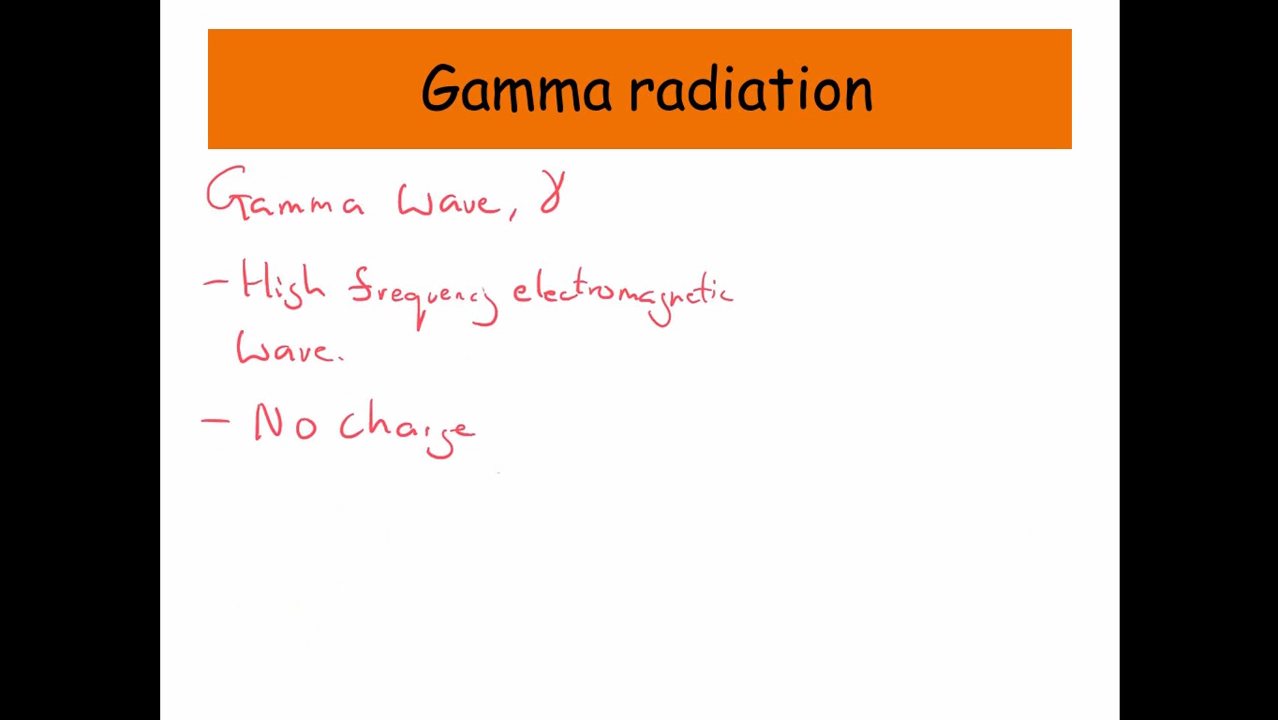 Gamma radiation
Gamma Wave, γ
- High frequency electromagnetic
Wave.
- No charge